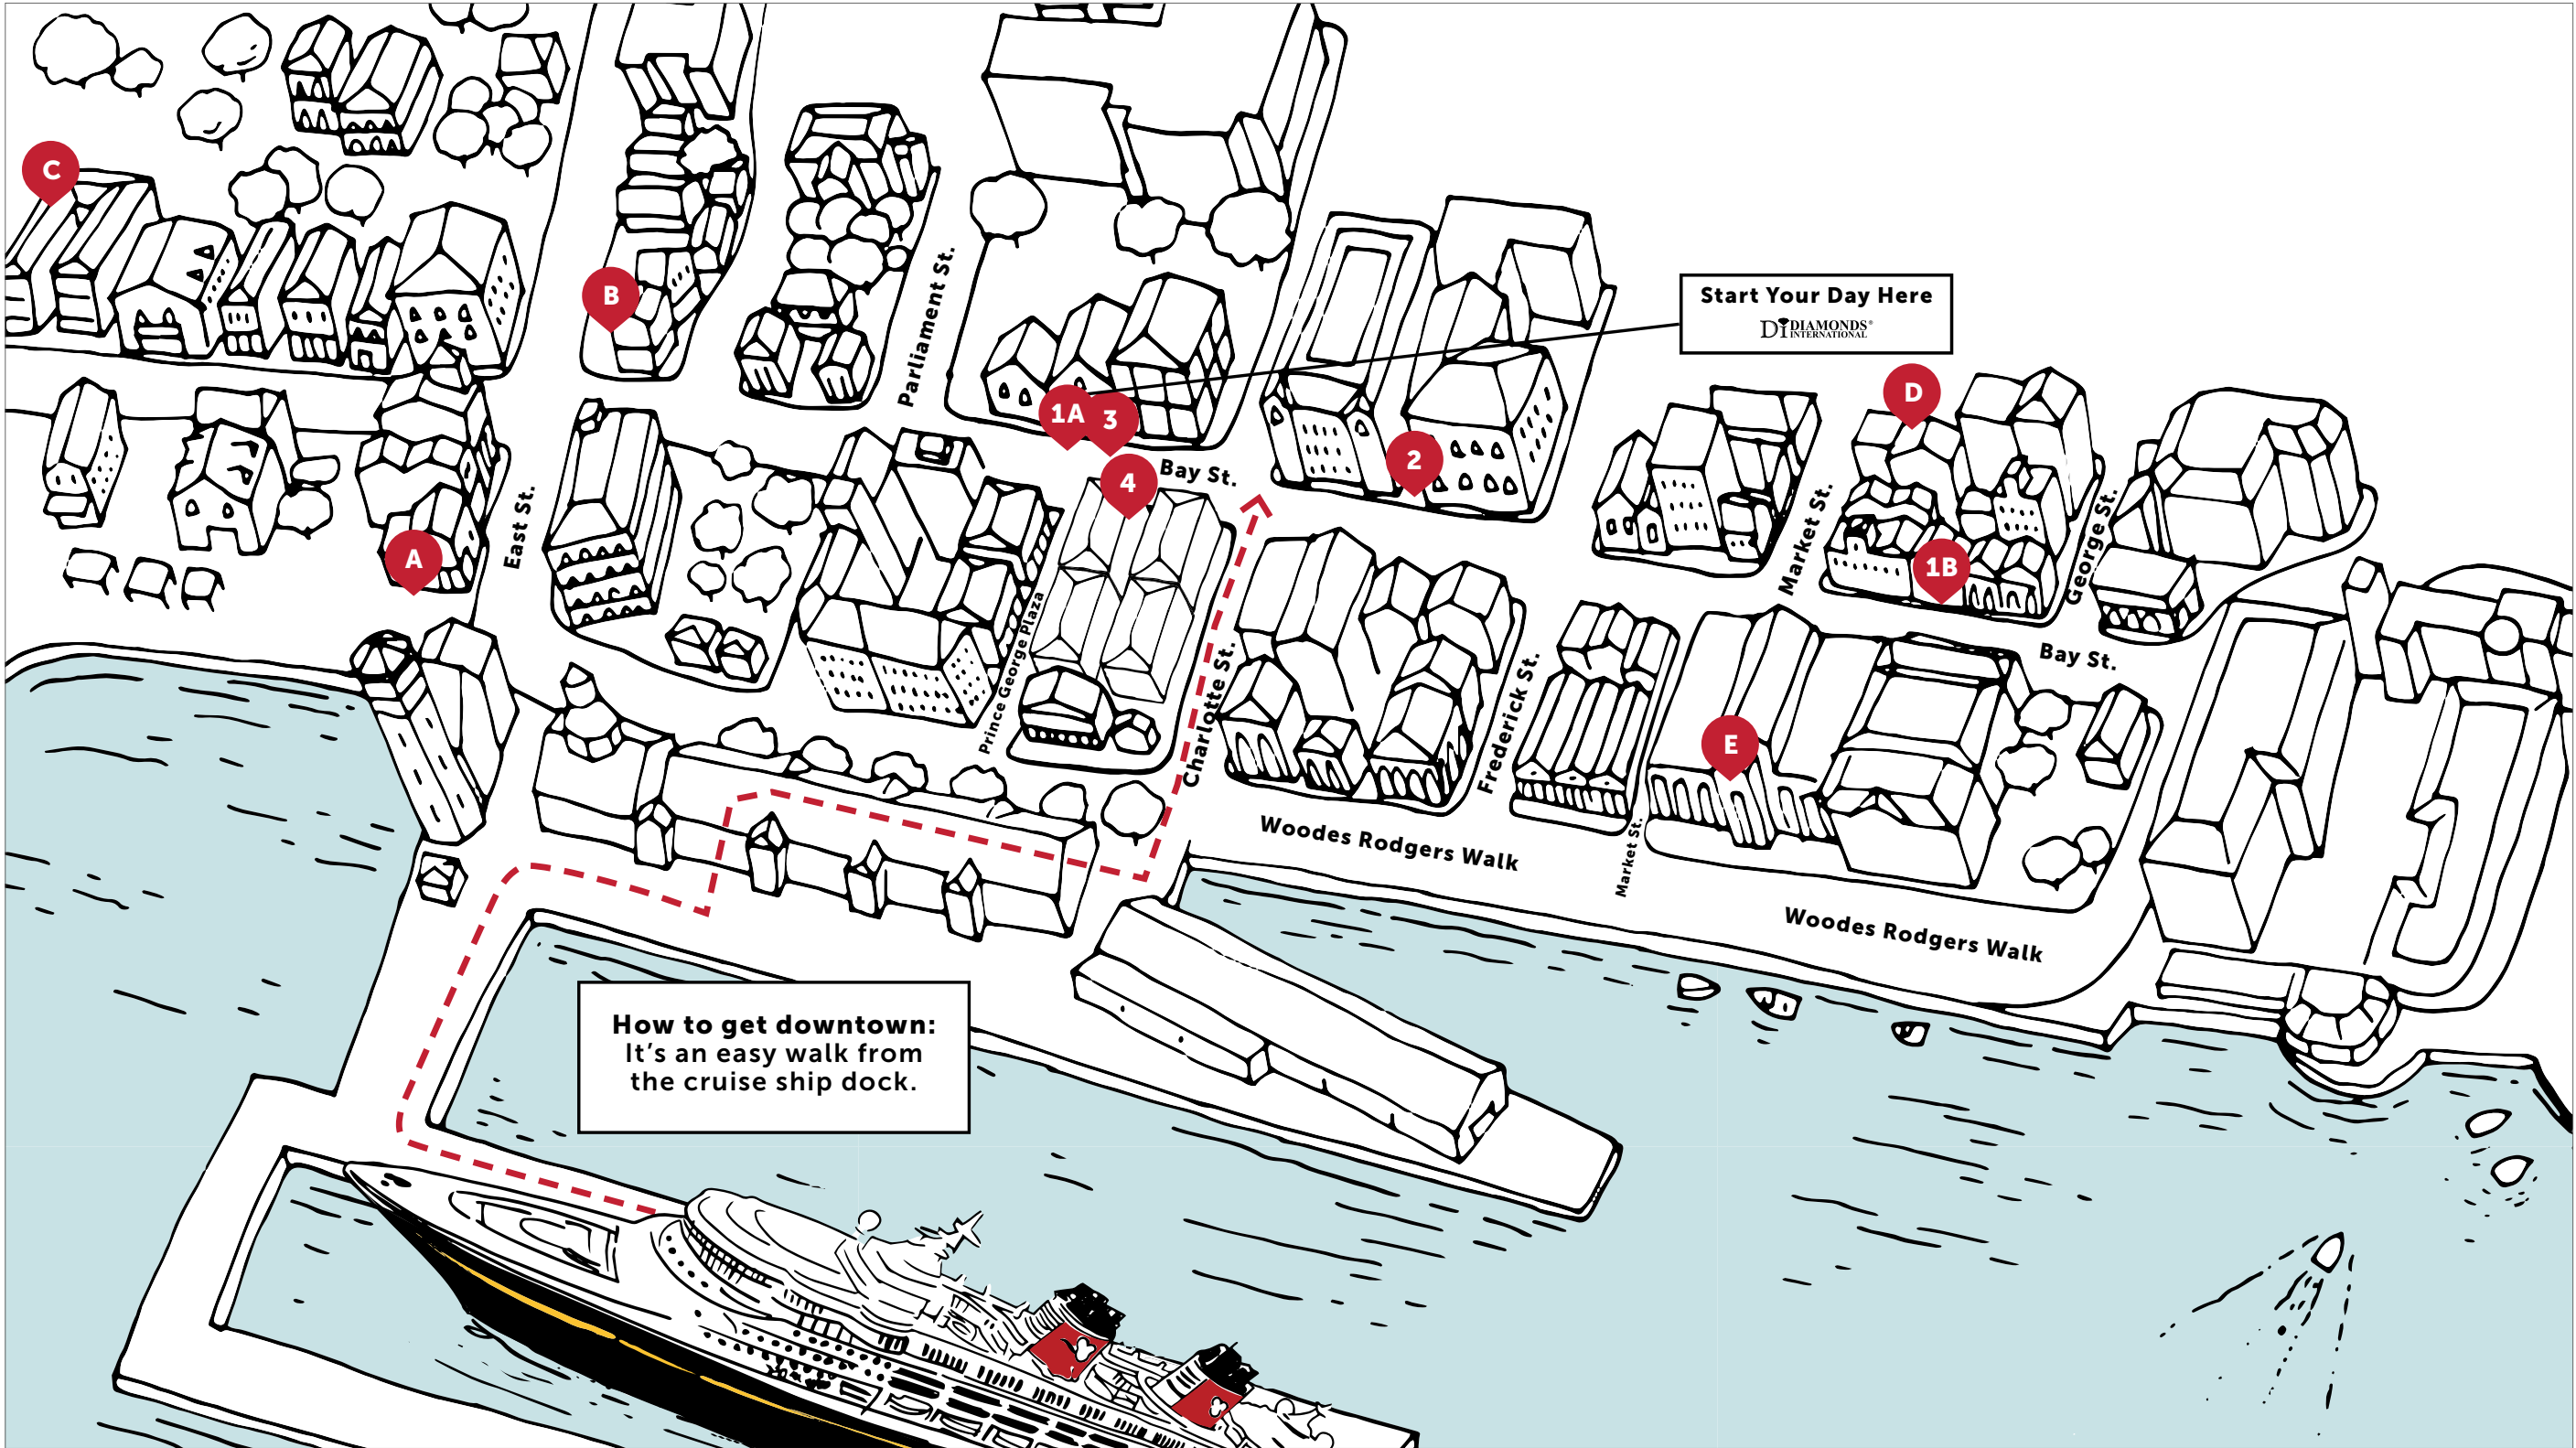 C
B
Parliament St.
Start Your Day Here
DI DIAMONDS®
INTERNATIONAL
1A
3
D
2
4
Bay St.
East St.
A
Market St.
1B
George St.
Prince George Plaza
Charlotte St.
Frederick St.
Bay St.
E
Woodes Rodgers Walk
Market St.
Woodes Rodgers Walk
How to get downtown:
It’s an easy walk from
the cruise ship dock.